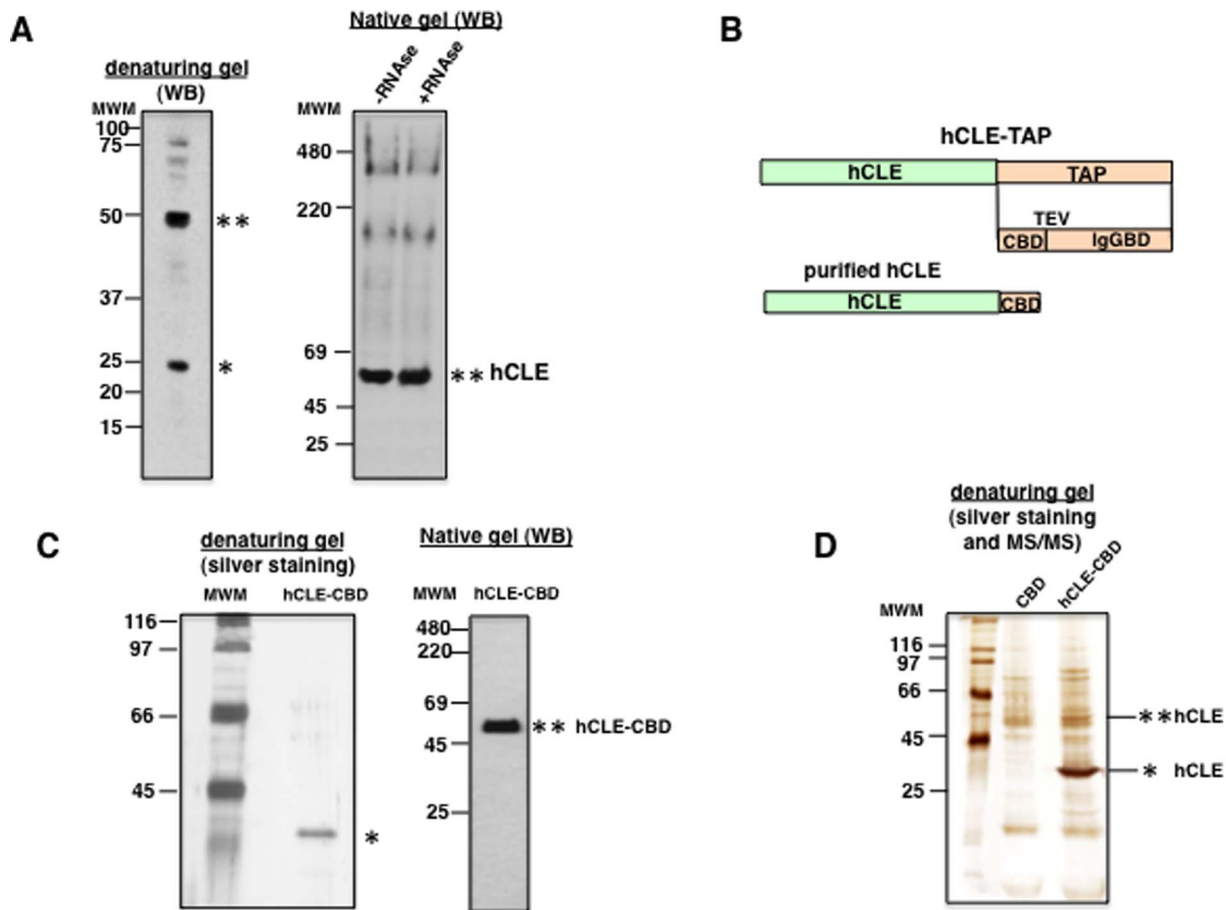 A
denaturing gel
(WB)
MWM
100
75
50
**
37
25
*
20
15
Native gel (WB)
-RNAse
+RNAse
MWM
480
220
69
** hCLE
45
25
B
hCLE-TAP
hCLE
TAP
TEV
CBD
IgGBD
purified hCLE
hCLE
CBD
C
denaturing gel
(silver staining)
MWM hCLE-CBD
116
97
66
45
*
Native gel (WB)
MWM hCLE-CBD
480
220
69
** hCLE-CBD
45
25
D
denaturing gel
(silver staining
and MS/MS)
CBD
hCLE-CBD
MWM
116
97
66
**hCLE
45
* hCLE
25